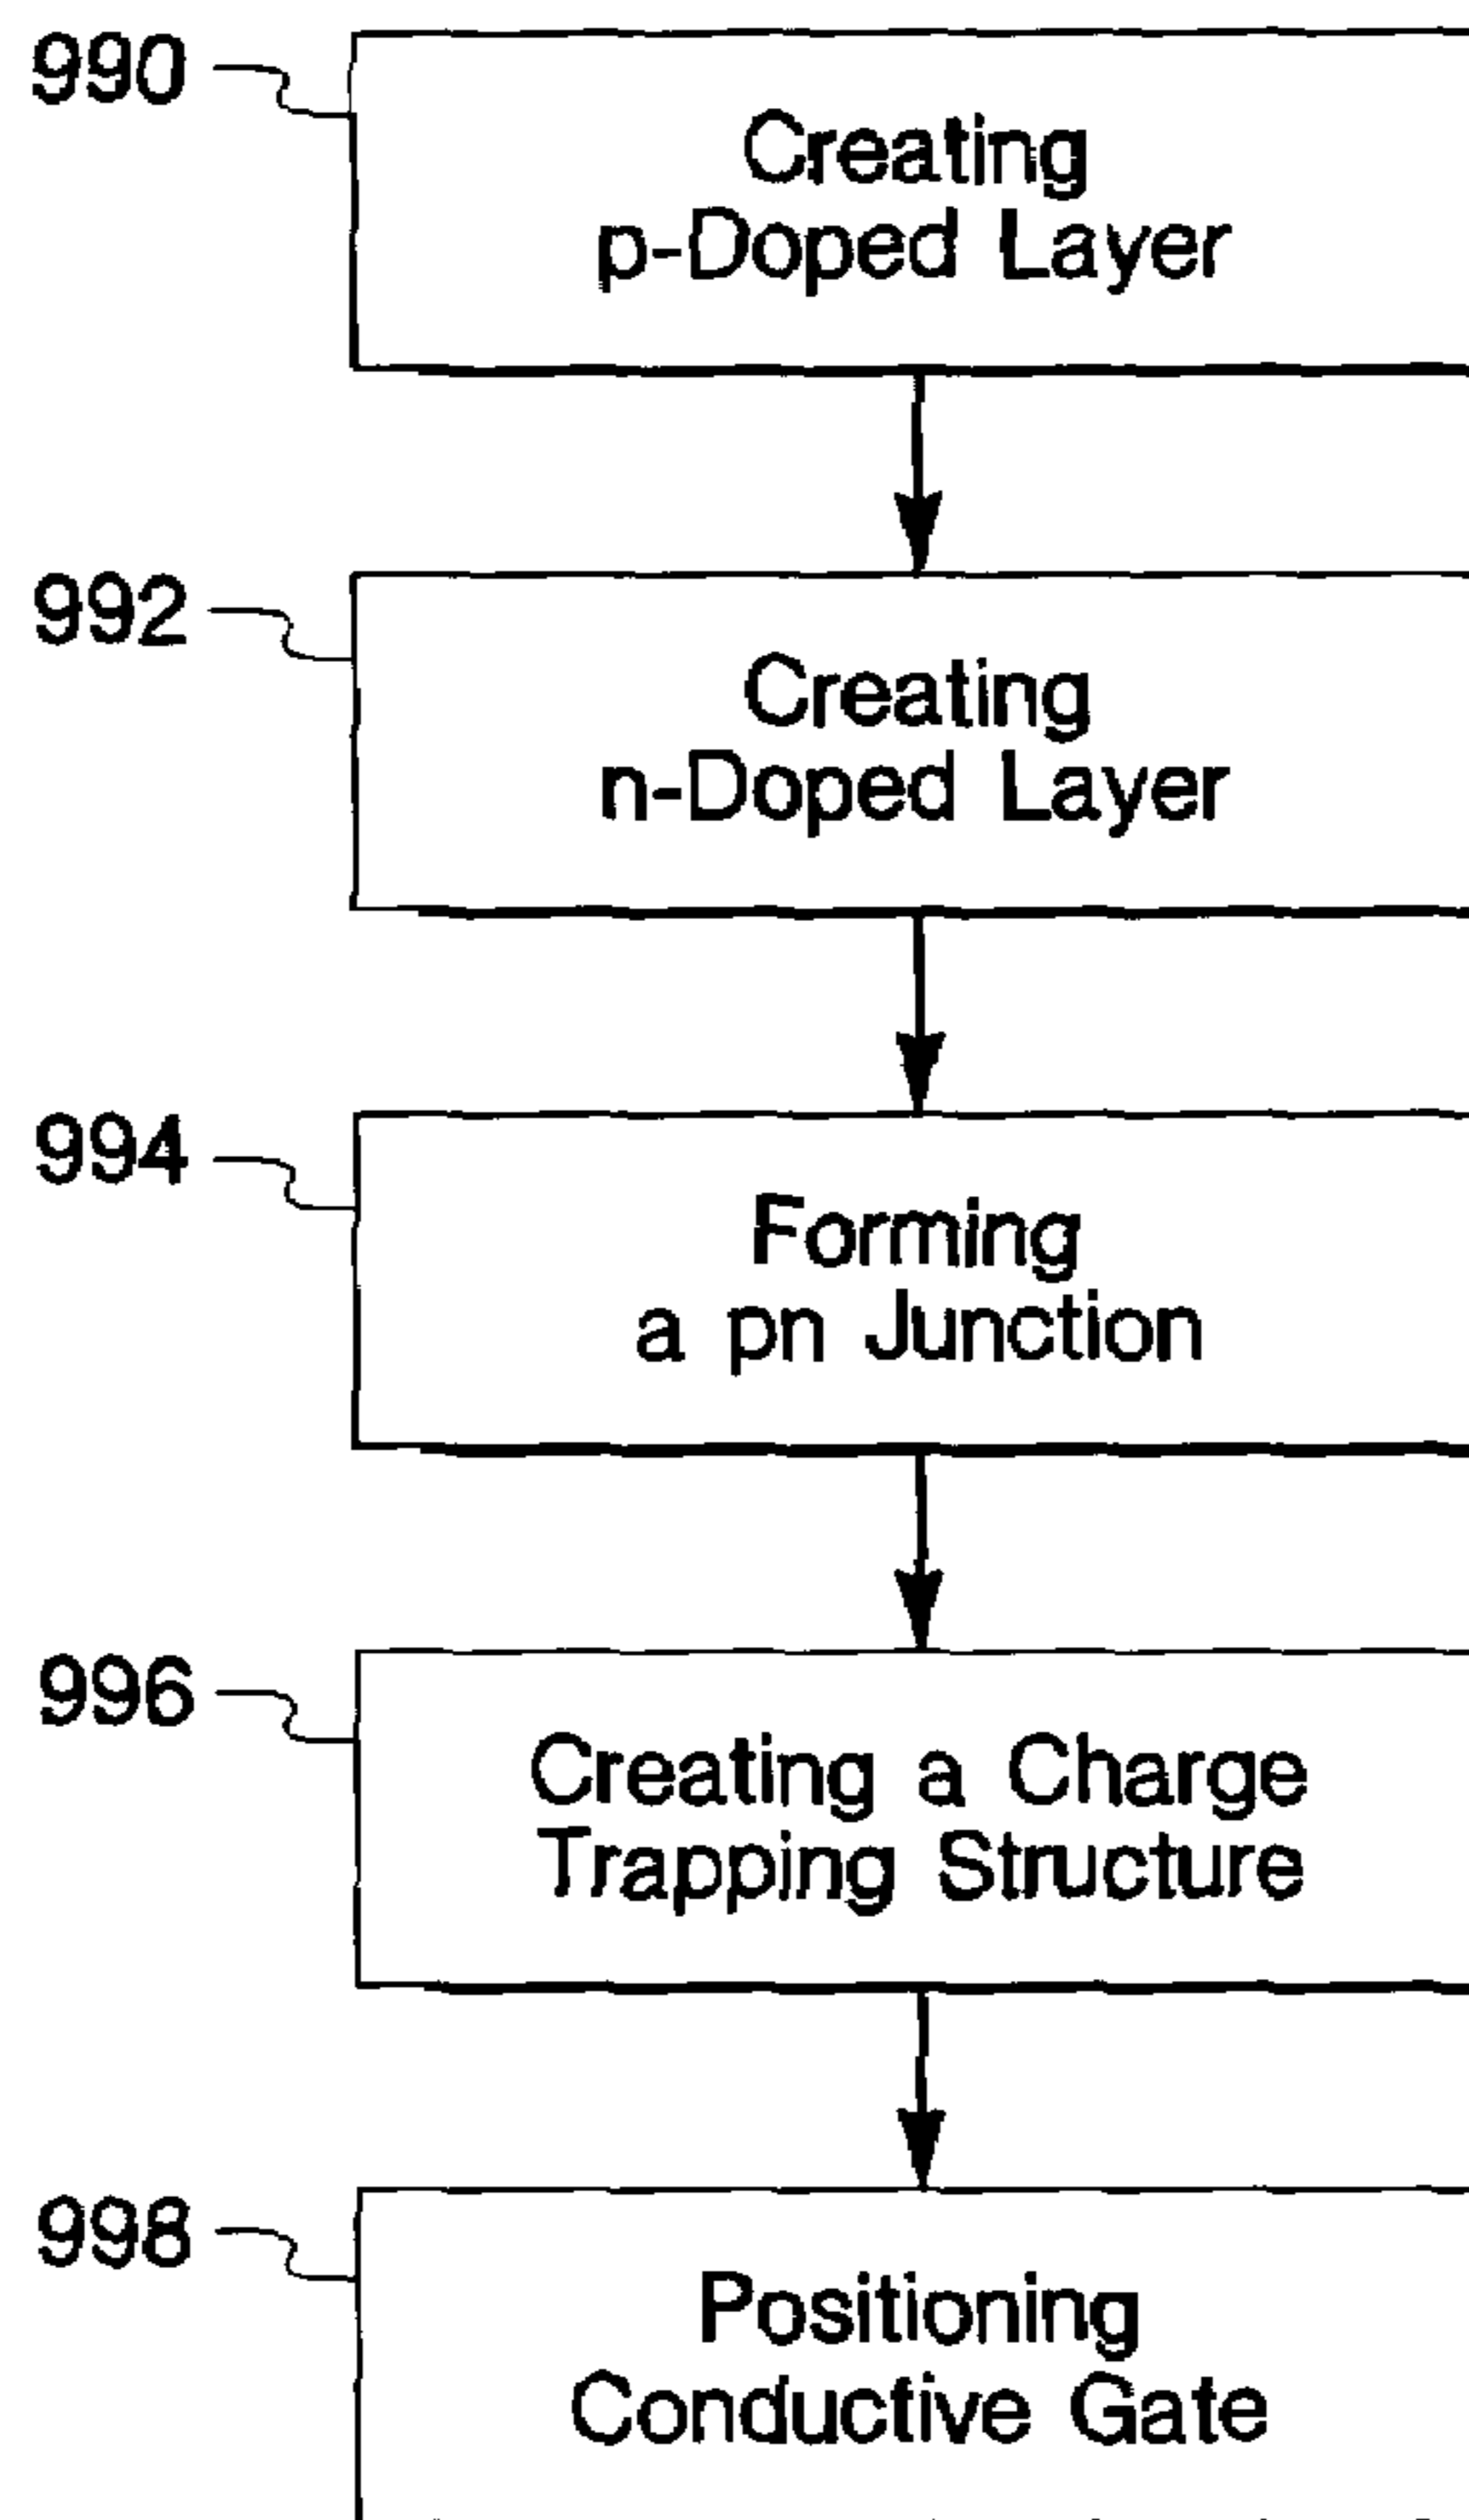 990
Creating
p-Doped Layer
992
Creating
n-Doped Layer
994
Forming
a pn Junction
996
Creating a Charge
Trapping Structure
998
Positioning
Conductive Gate